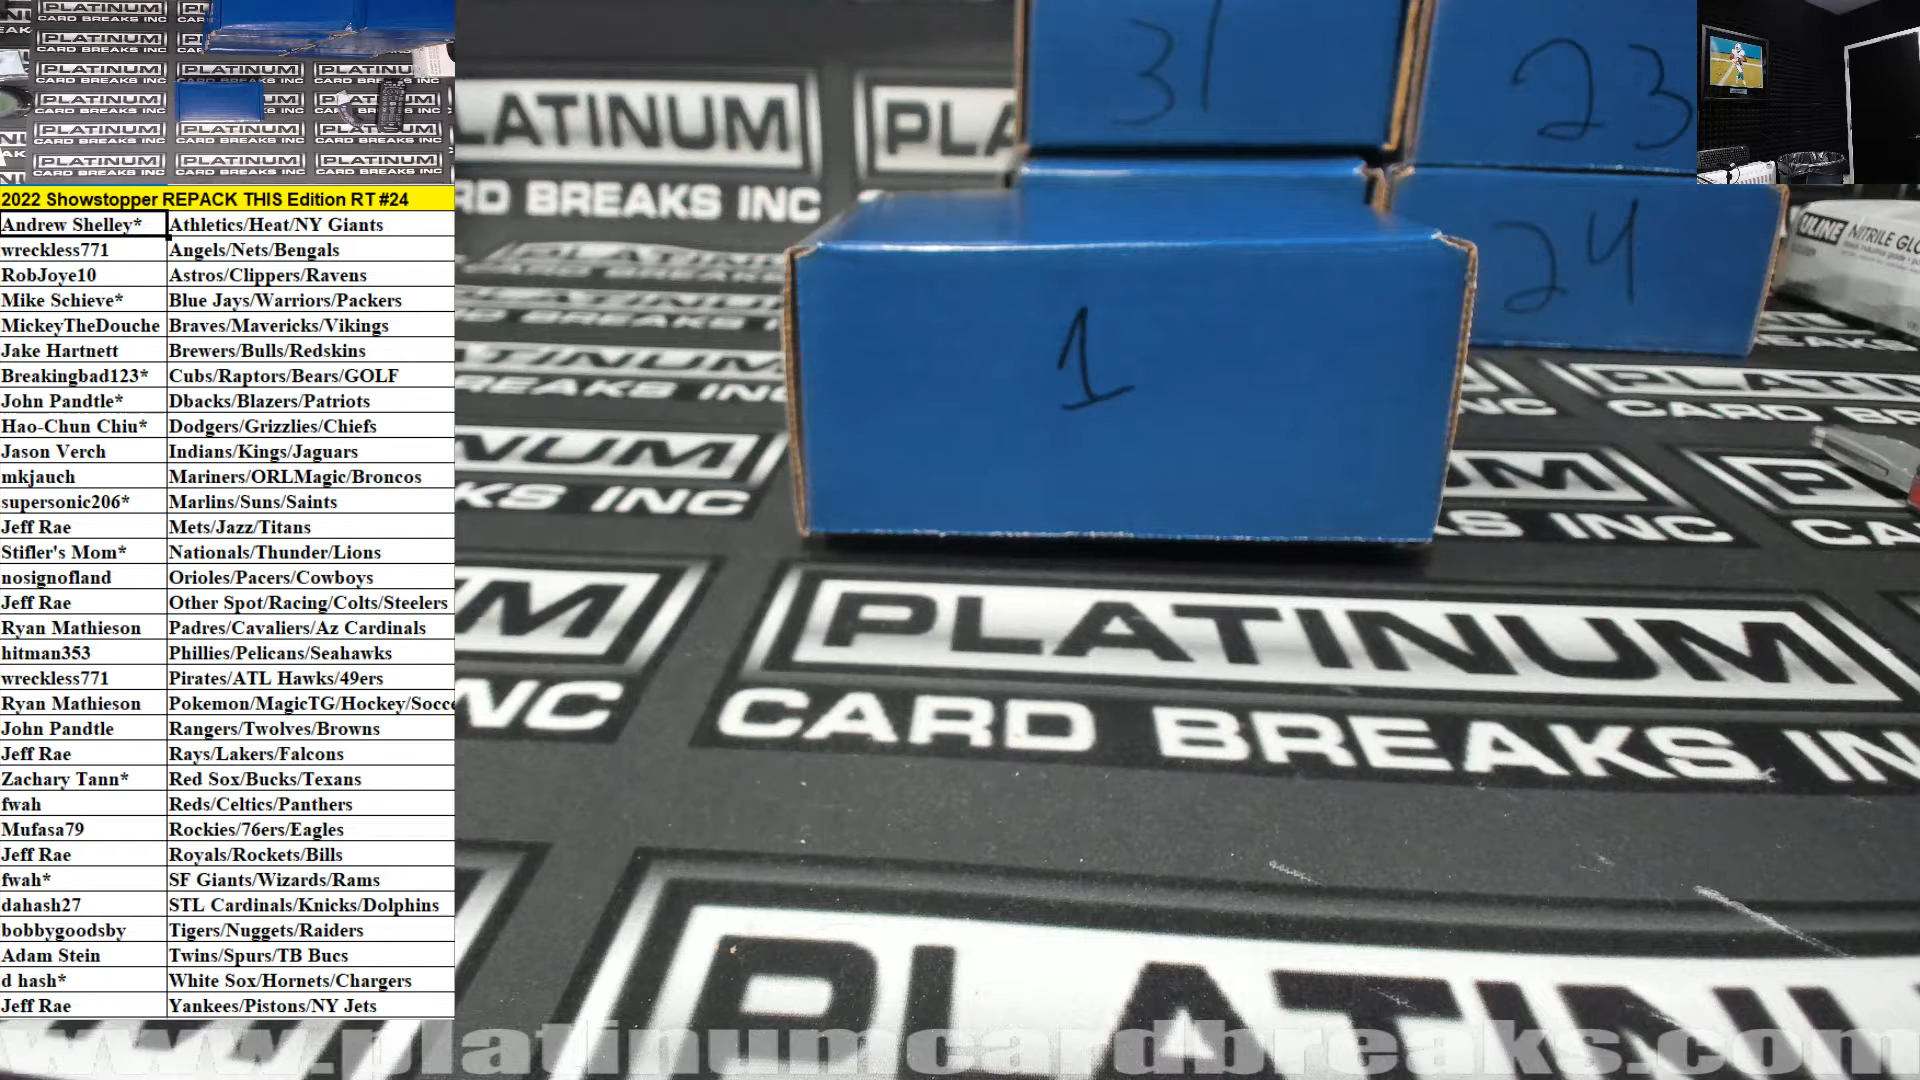 2022 Showstopper REPACK THIS Edition RT #24
Andrew Shelley* Athletics/Heat/NY Giants
wreckless771 Angels/Nets/Bengals
RobJoye10 Astros/Clippers/Ravens
Mike Schieve* Blue Jays/Warriors/Packers
MickeyTheDouche Braves/Mavericks/Vikings
Jake Hartnett Brewers/Bulls/Redskins
Breakingbad123* Cubs/Raptors/Bears/GOLF
John Pandtle* Dbacks/Blazers/Patriots
Hao-Chun Chiu* Dodgers/Grizzlies/Chiefs
Jason Verch Indians/Kings/Jaguars
mkjauch Mariners/ORLMagic/Broncos
supersonic206* Marlins/Suns/Saints
Jeff Rae Mets/Jazz/Titans
Stifler's Mom* Nationals/Thunder/Lions
nosignofland Orioles/Pacers/Cowboys
Jeff Rae Other Spot/Racing/Colts/Steelers
Ryan Mathieson Padres/Cavaliers/Az Cardinals
hitman353 Phillies/Pelicans/Seahawks
wreckless771 Pirates/ATL Hawks/49ers
Ryan Mathieson Pokemon/MagicTG/Hockey/Socce
John Pandtle Rangers/Twolves/Browns
Jeff Rae Rays/Lakers/Falcons
Zachary Tann* Red Sox/Bucks/Texans
fwah Reds/Celtics/Panthers
Mufasa79 Rockies/76ers/Eagles
Jeff Rae Royals/Rockets/Bills
fwah* SF Giants/Wizards/Rams
dahash27 STL Cardinals/Knicks/Dolphins
bobbygoodsby Tigers/Nuggets/Raiders
Adam Stein Twins/Spurs/TB Bucs
d hash* White Sox/Hornets/Chargers
Jeff Rae Yankees/Pistons/NY Jets
31
23
24
1
ULINE NITRILE GLO
PLATINUM
CARD BREAKS INC
PLATINUM
CARD BREAKS IN
www.platinumcardbreaks.com